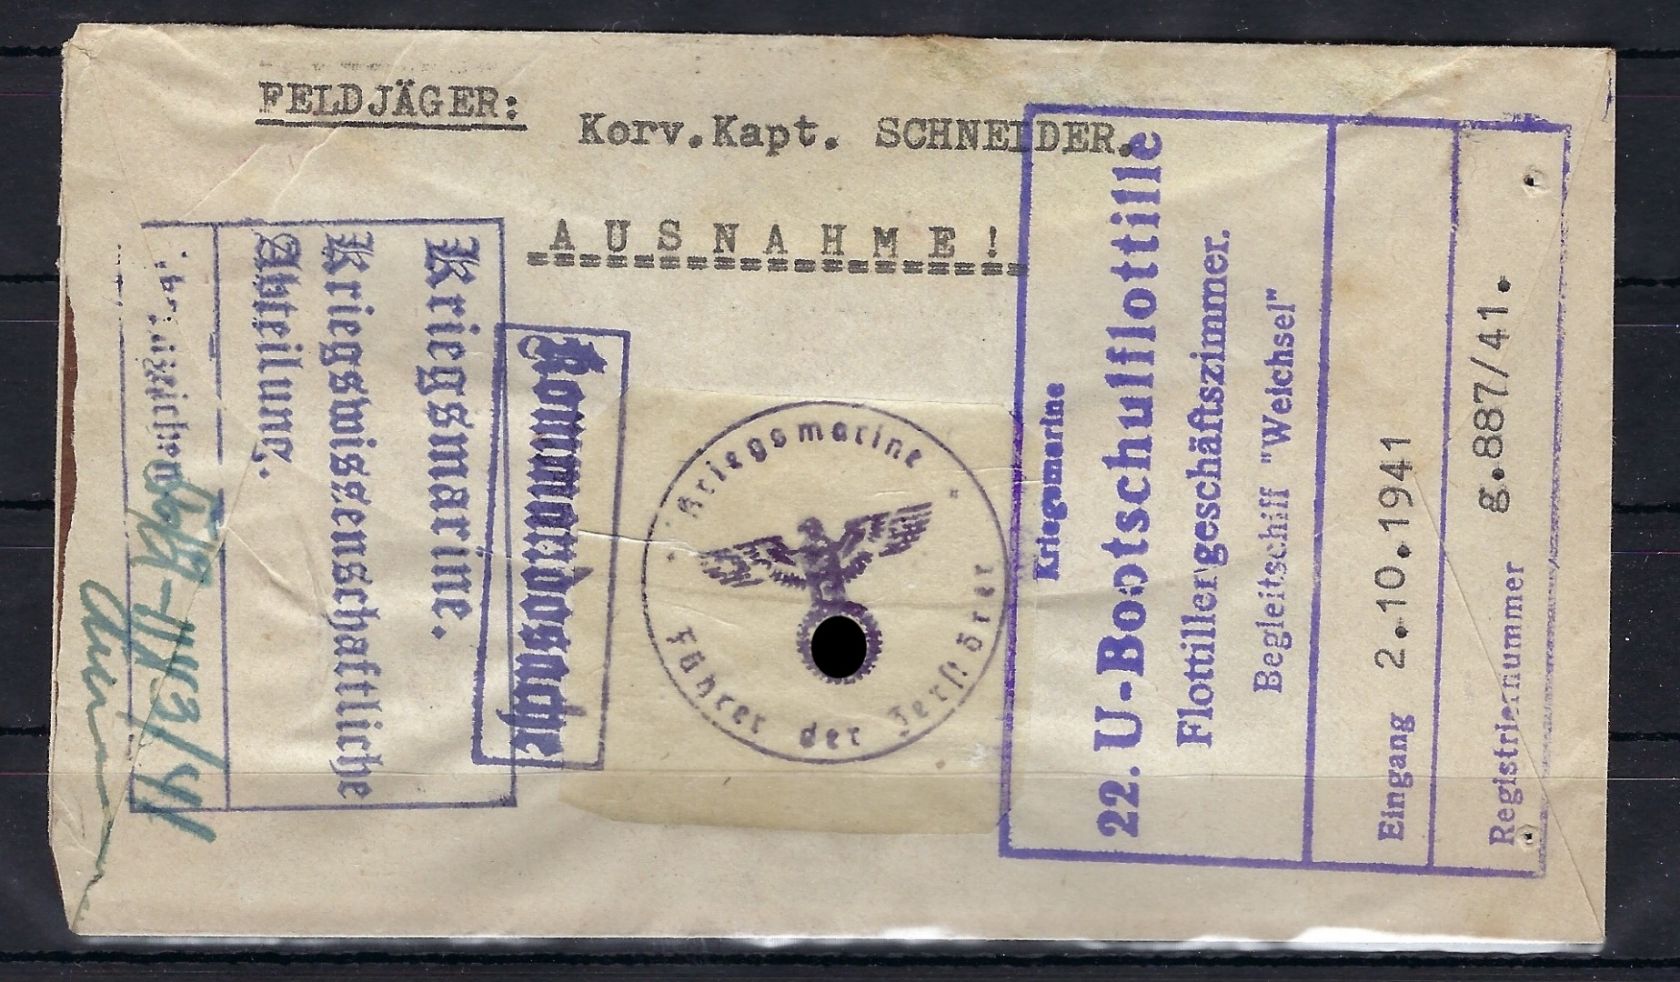 FELDJÄGER:
Korv.Kapt. SCHNEIDER.
AUSNAHME!
Kriegsmarine.
Kriegswissenschaftliche
Abteilung.
Kommandosache
Kriegsmarine
Führer der Zerstörer
Kriegsmarine
22. U-Bootschulflottille
Flottillengeschäftszimmer.
Begleitschiff "Weichsel"
Eingang 2.10.1941
Registriernummer g.887/41.